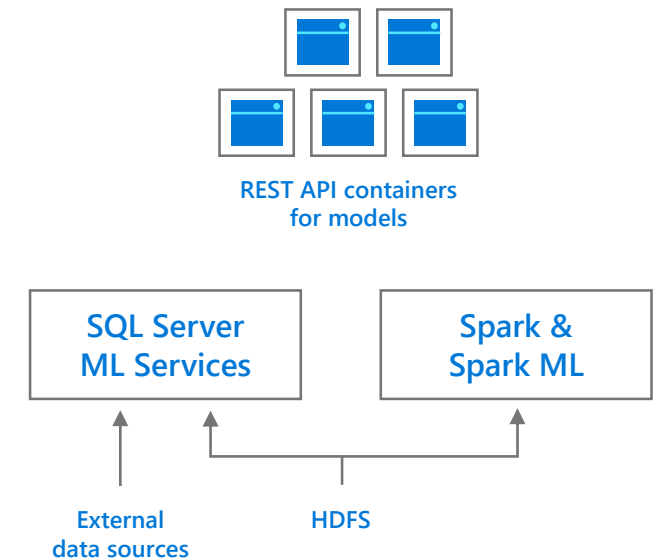 REST API containers
for models
SQL Server
ML Services
Spark &
Spark ML
External
data sources
HDFS